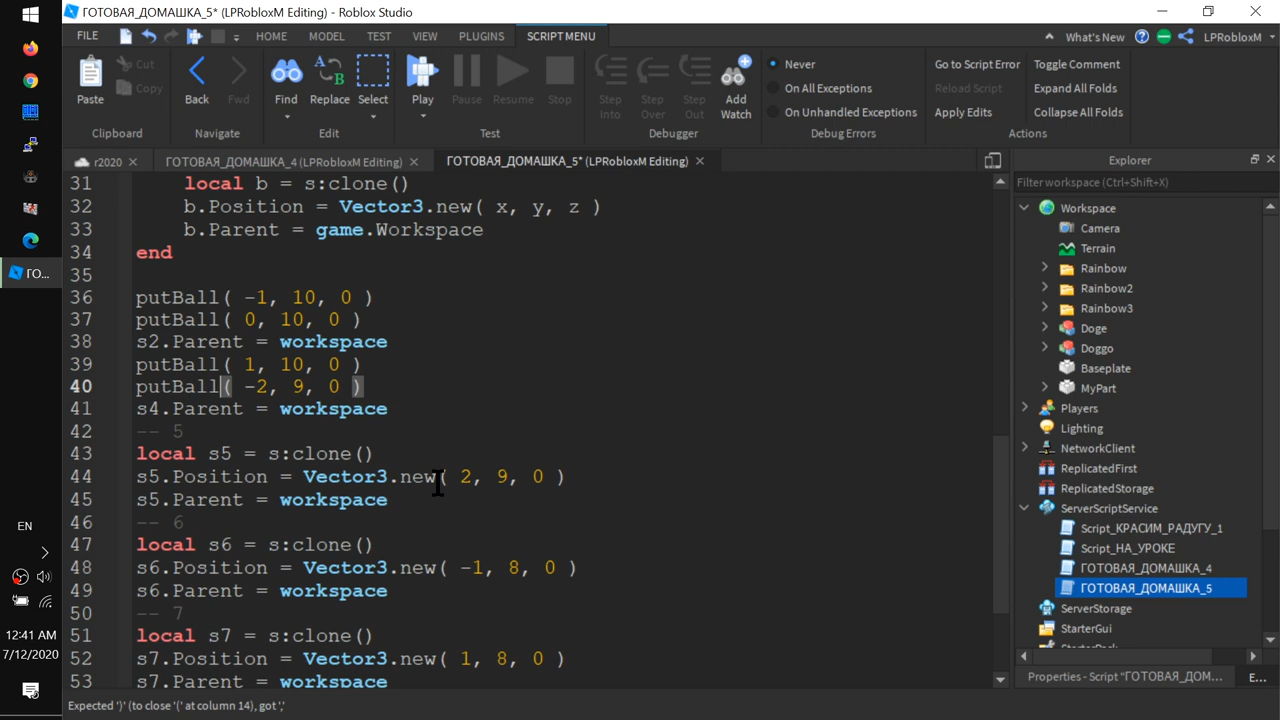 ГОТОВАЯ_ДОМАШКА_5* (LPRobloxM Editing) - Roblox Studio
FILE HOME MODEL TEST VIEW PLUGINS SCRIPT MENU What's New LPRobloxM
Paste Cut Copy Back Fwd Find Replace Select Play Pause Resume Stop Step Into Step Over Step Out Add Watch
Never
On All Exceptions
On Unhandled Exceptions
Go to Script Error
Reload Script
Apply Edits
Toggle Comment
Expand All Folds
Collapse All Folds
Clipboard Navigate Edit Test Debugger Debug Errors Actions
r2020 ГОТОВАЯ_ДОМАШКА_4 (LPRobloxM Editing) ГОТОВАЯ_ДОМАШКА_5* (LPRobloxM Editing)
31 local b = s:clone()
32 b.Position = Vector3.new( x, y, z )
33 b.Parent = game.Workspace
34 end
35
36 putBall( -1, 10, 0 )
37 putBall( 0, 10, 0 )
38 s2.Parent = workspace
39 putBall( 1, 10, 0 )
40 putBall( -2, 9, 0 )
41 s4.Parent = workspace
42 -- 5
43 local s5 = s:clone()
44 s5.Position = Vector3.new( 2, 9, 0 )
45 s5.Parent = workspace
46 -- 6
47 local s6 = s:clone()
48 s6.Position = Vector3.new( -1, 8, 0 )
49 s6.Parent = workspace
50 -- 7
51 local s7 = s:clone()
52 s7.Position = Vector3.new( 1, 8, 0 )
53 s7.Parent = workspace
Expected ')' (to close '(' at column 14), got ','
Explorer
Filter workspace (Ctrl+Shift+X)
Workspace
Camera
Terrain
Rainbow
Rainbow2
Rainbow3
Doge
Doggo
Baseplate
MyPart
Players
Lighting
NetworkClient
ReplicatedFirst
ReplicatedStorage
ServerScriptService
Script_КРАСИМ_РАДУГУ_1
Script_НА_УРОКЕ
ГОТОВАЯ_ДОМАШКА_4
ГОТОВАЯ_ДОМАШКА_5
ServerStorage
StarterGui
StarterPack
Properties - Script "ГОТОВАЯ_ДОМ... E...
ГО...
EN
12:41 AM
7/12/2020